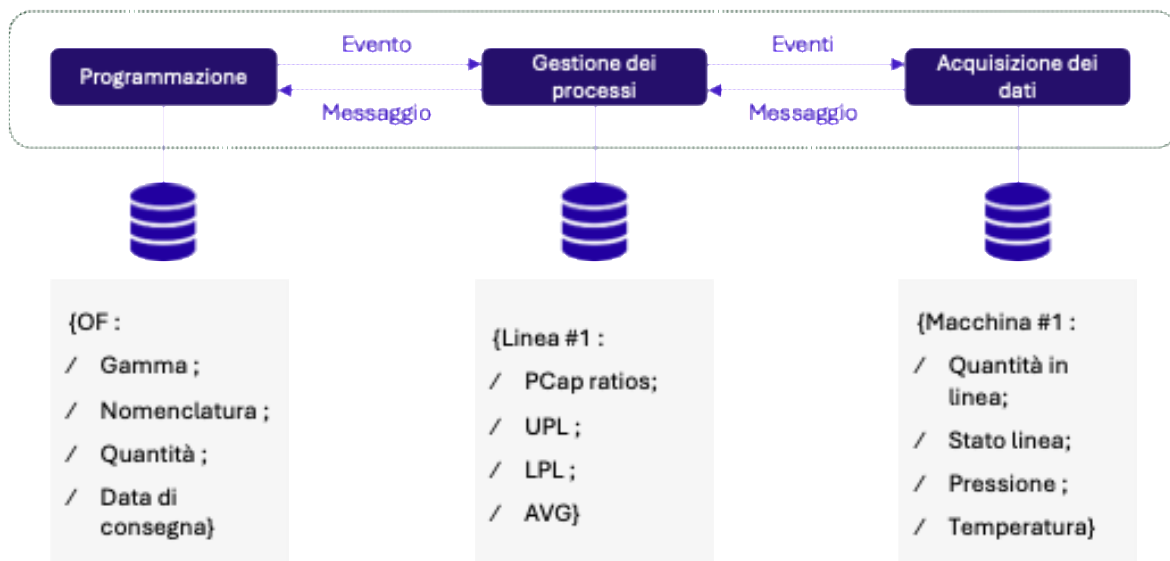 Evento
Eventi
Programmazione
Gestione dei
processi
Acquisizione dei
dati
Messaggio
Messaggio
{OF :
/ Gamma ;
/ Nomenclatura ;
/ Quantità ;
/ Data di
consegna}
{Linea #1 :
/ PCap ratios;
/ UPL ;
/ LPL ;
/ AVG}
{Macchina #1 :
/ Quantità in
linea;
/ Stato linea;
/ Pressione ;
/ Temperatura}